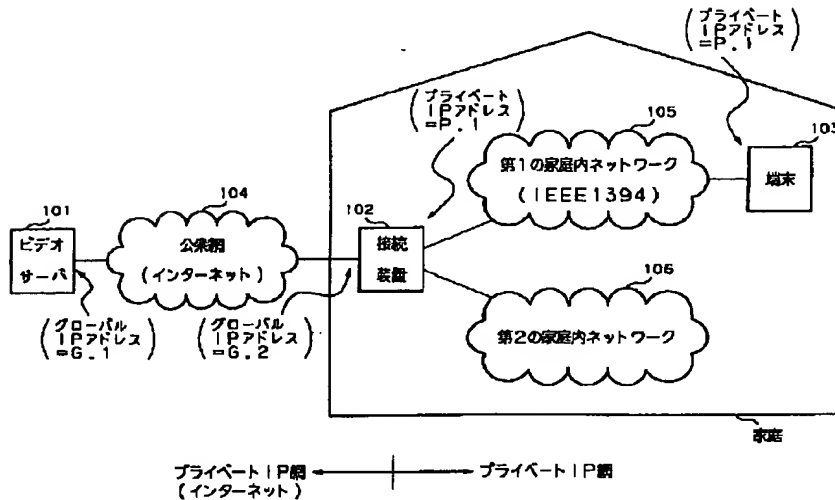 プライベート
IPアドレス
=P.1
プライベート
IPアドレス
=P.1
105
103
第1の家庭内ネットワーク
(IEEE1394)
端末
104
101
102
ビデオ
サーバ
公衆網
(インターネット)
接続
装置
106
グローバル
IPアドレス
=G.1
グローバル
IPアドレス
=G.2
第2の家庭内ネットワーク
家庭
プライベートIP網
(インターネット)
プライベートIP網